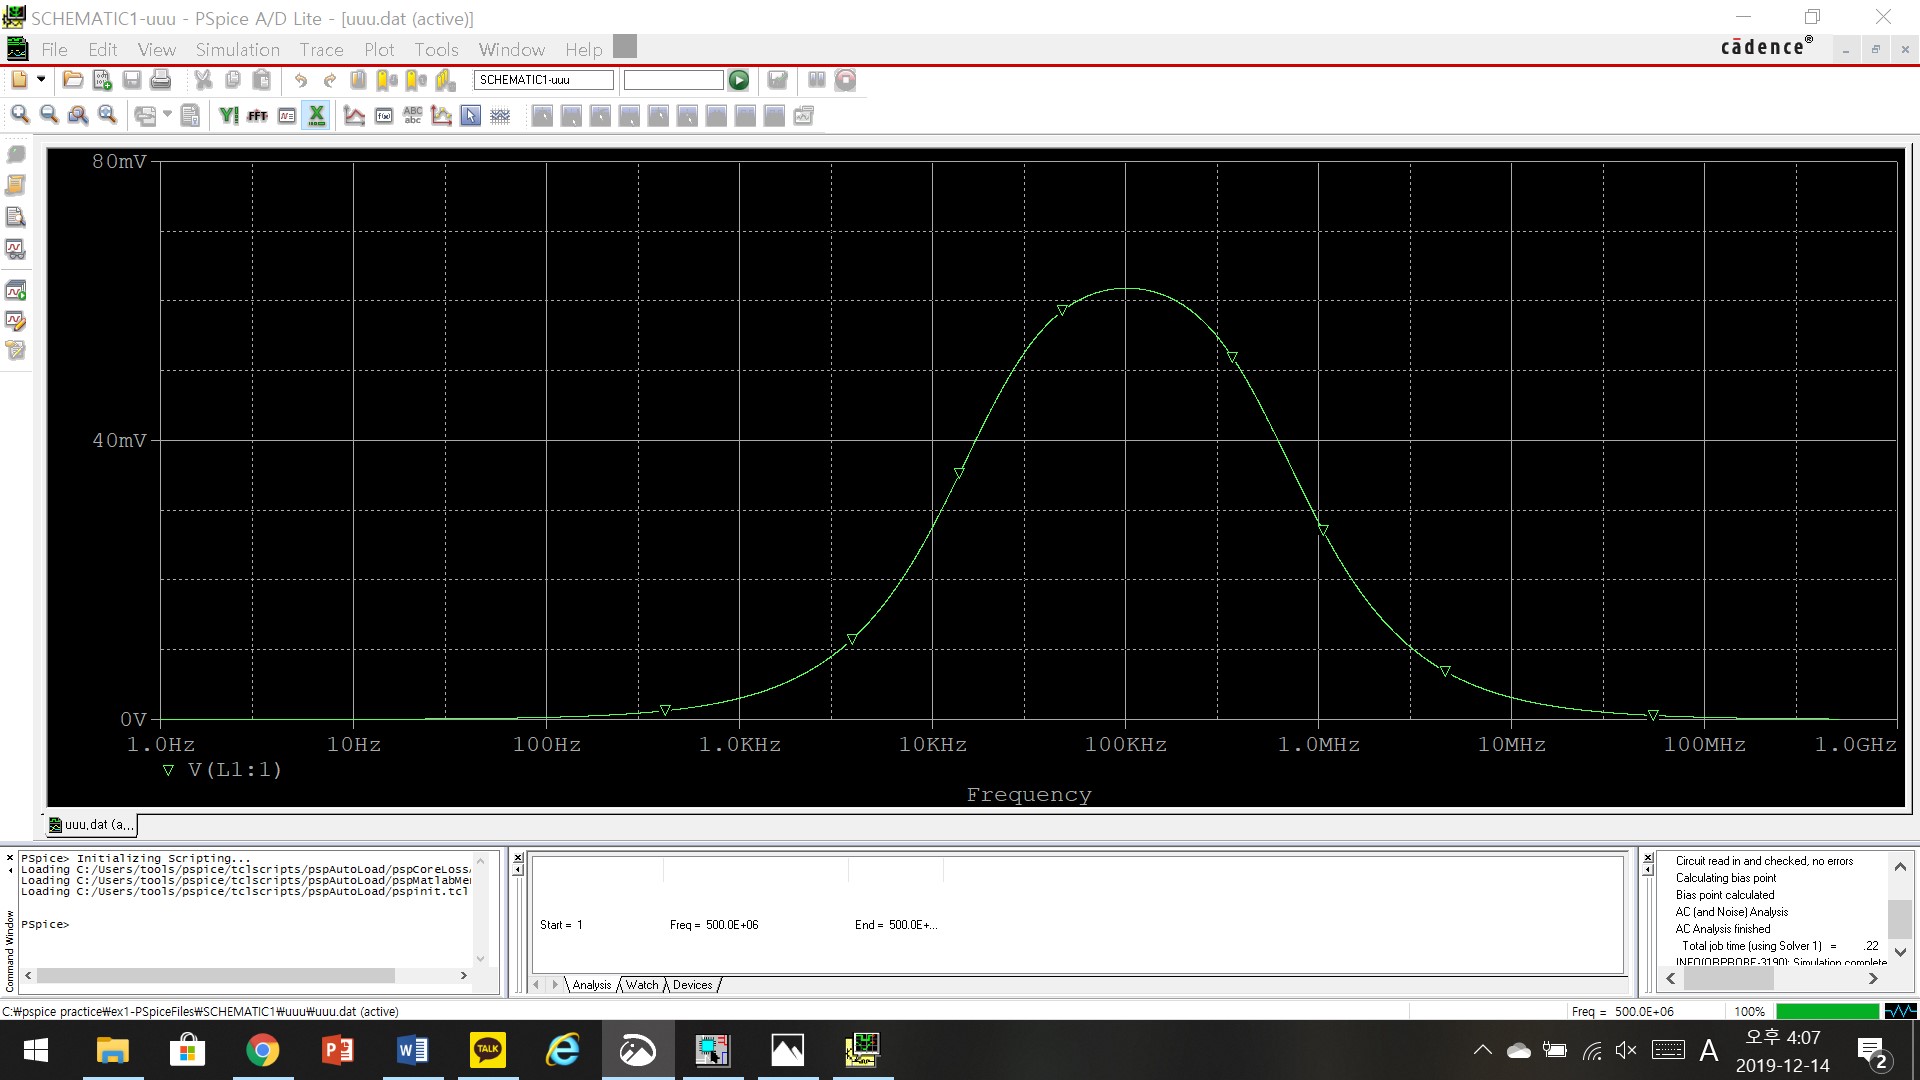 SCHEMATIC1-uuu - PSpice A/D Lite - [uuu.dat (active)]
File Edit View Simulation Trace Plot Tools Window Help
cādence®
SCHEMATIC1-uuu
FFT
ABC
abc
80mV
40mV
0V
1.0Hz 10Hz 100Hz 1.0KHz 10KHz 100KHz 1.0MHz 10MHz 100MHz 1.0GHz
V(L1:1)
Frequency
uuu.dat (a...
Command Window
PSpice> Initializing Scripting...
Loading C:/Users/tools/pspice/tclscripts/pspAutoLoad/pspCoreLoss
Loading C:/Users/tools/pspice/tclscripts/pspAutoLoad/pspMatlabMe
Loading C:/Users/tools/pspice/tclscripts/pspAutoLoad/pspinit.tcl
PSpice>
Start = 1 Freq = 500.0E+06 End = 500.0E+...
Analysis Watch Devices
Circuit read in and checked, no errors
Calculating bias point
Bias point calculated
AC (and Noise) Analysis
AC Analysis finished
Total job time (using Solver 1) = .22
INFO(ORPROBE-3190): Simulation complete
C:₩pspice practice₩ex1-PSpiceFiles₩SCHEMATIC1₩uuu₩uuu.dat (active)
Freq = 500.0E+06 100%
TALK
A
오후 4:07
2019-12-14
2